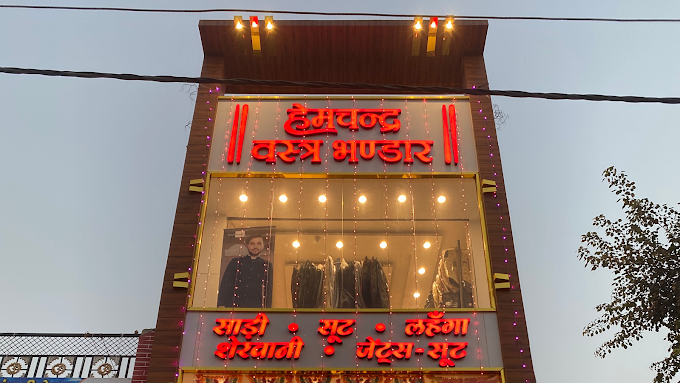 हेमचन्द्र
वस्त्र भण्डार
साड़ी • सूट • लहँगा
शेरवानी • जेट्स-सूट